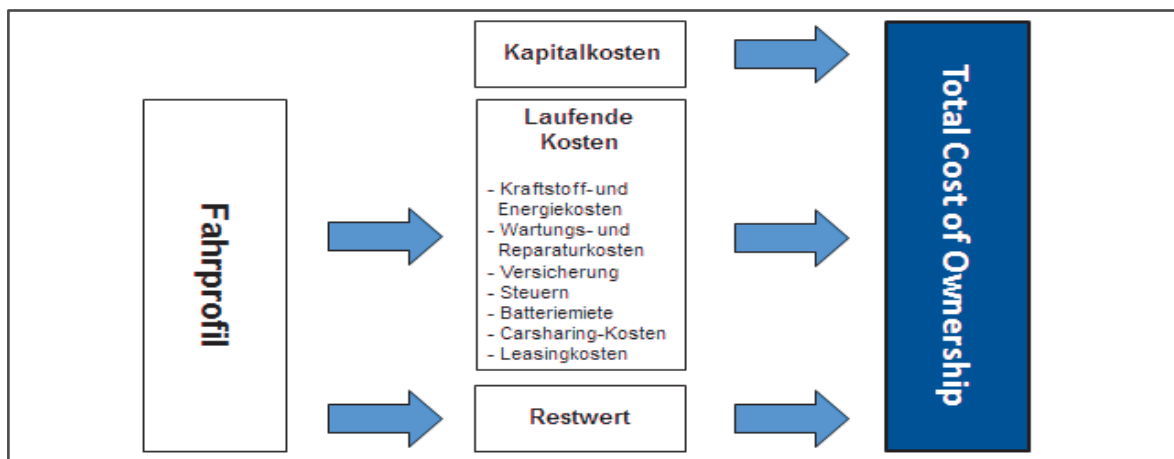 Fahrprofil
Kapitalkosten
Laufende
Kosten
- Kraftstoff-und
Energiekosten
- Wartungs- und
Reparaturkosten
- Versicherung
- Steuern
- Batteriemiete
- Carsharing-Kosten
- Leasingkosten
Restwert
Total Cost of Ownership